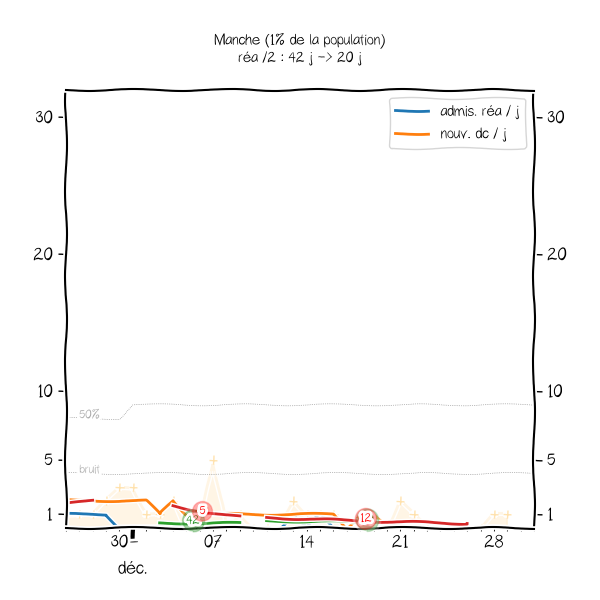 Manche (1% de la population)
réa /2 : 42 j -> 20 j
admis. réa / j
nouv. dc / j
30 30
20 20
10 10
50%
5 5
bruit
1 1
5
42
12
30 07 14 21 28
déc.